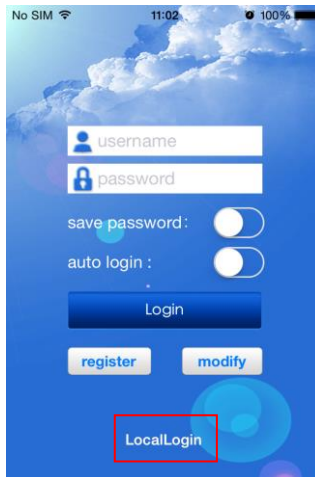 No SIM 11:02 100%
username
password
save password:
auto login :
Login
register modify
LocalLogin